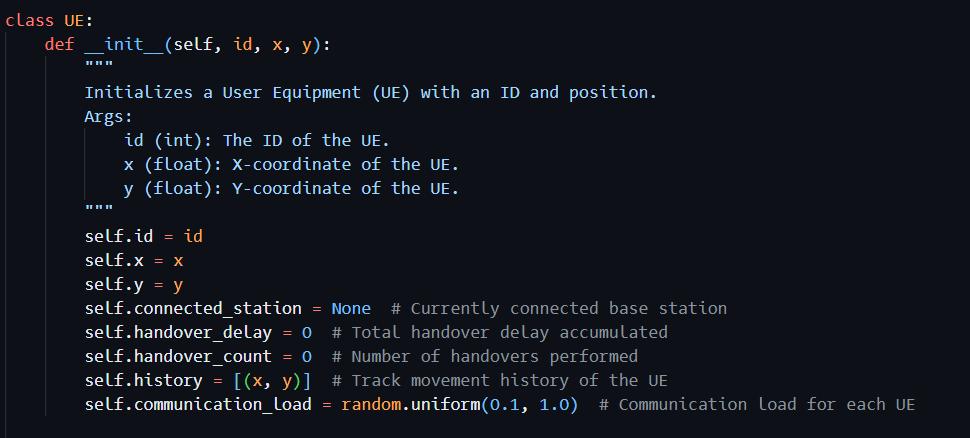 class UE:
    def __init__(self, id, x, y):
        """
        Initializes a User Equipment (UE) with an ID and position.
        Args:
            id (int): The ID of the UE.
            x (float): X-coordinate of the UE.
            y (float): Y-coordinate of the UE.
        """
        self.id = id
        self.x = x
        self.y = y
        self.connected_station = None  # Currently connected base station
        self.handover_delay = 0  # Total handover delay accumulated
        self.handover_count = 0  # Number of handovers performed
        self.history = [(x, y)]  # Track movement history of the UE
        self.communication_load = random.uniform(0.1, 1.0)  # Communication load for each UE